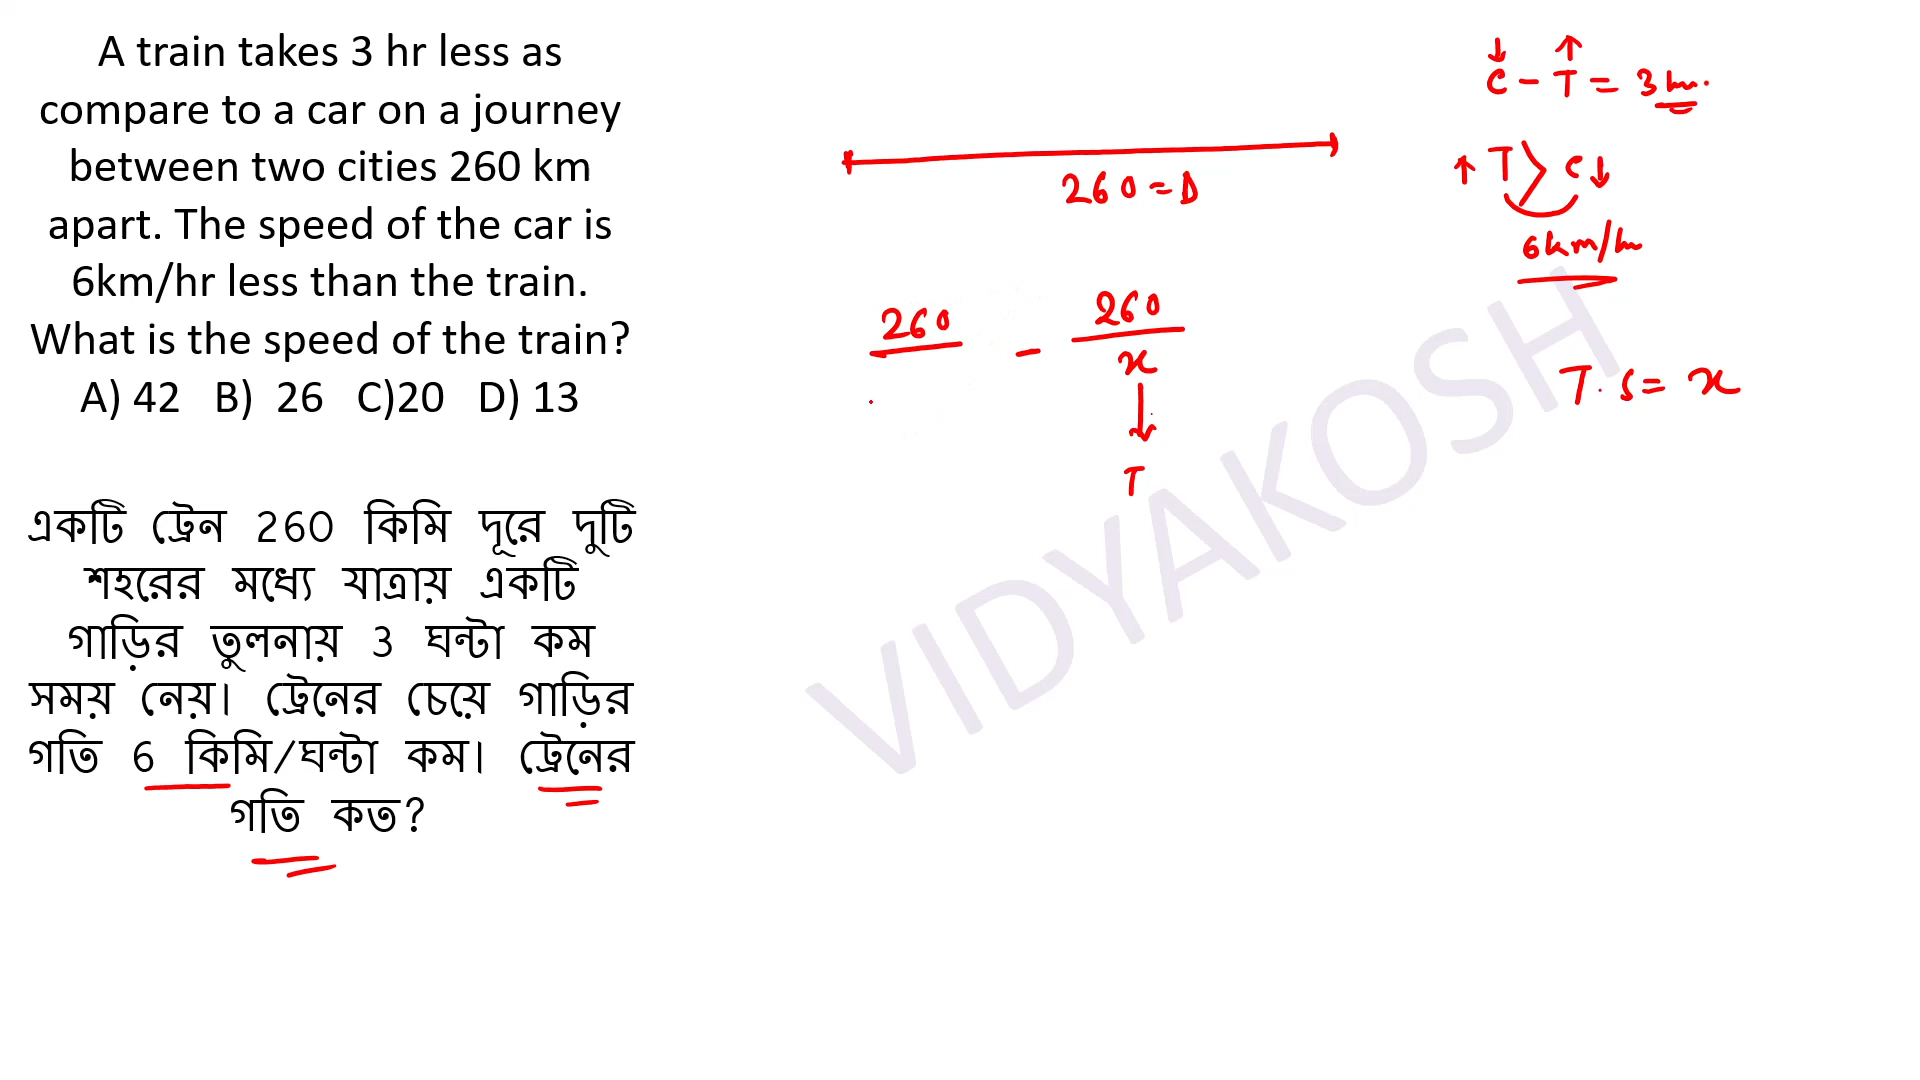 A train takes 3 hr less as
compare to a car on a journey
between two cities 260 km
apart. The speed of the car is
6km/hr less than the train.
What is the speed of the train?
A) 42 B) 26 C)20 D) 13
একটি ট্রেন 260 কিমি দূরে দুটি
শহরের মধ্যে যাত্রায় একটি
গাড়ির তুলনায় 3 ঘন্টা কম
সময় নেয়। ট্রেনের চেয়ে গাড়ির
গতি 6 কিমি/ঘন্টা কম। ট্রেনের
গতি কত?
↓ ↑
C - T = 3 hr.
260 = D
↑ T > C ↓
6km/hr
260 - 260
x
↓
T
T.S = x
VIDYAKOSH